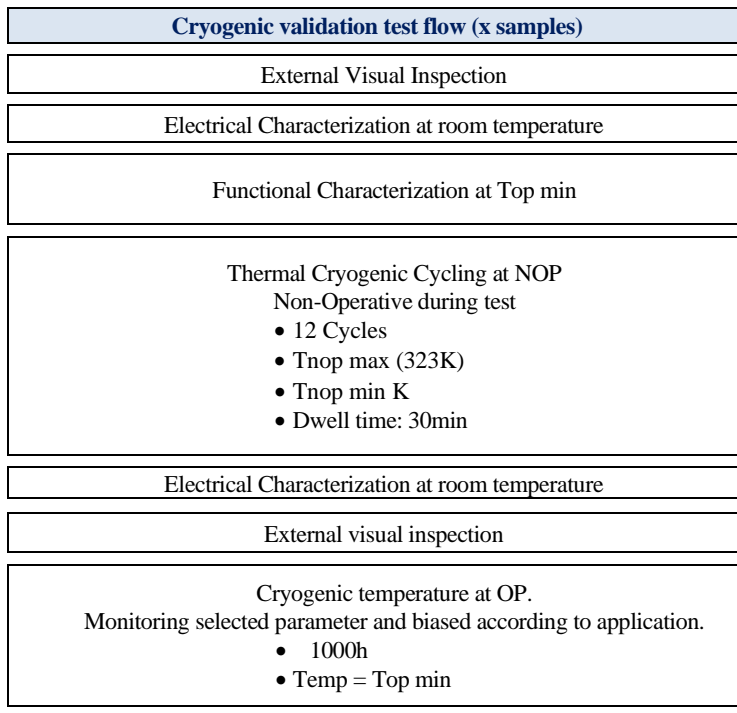 Cryogenic validation test flow (x samples)
External Visual Inspection
Electrical Characterization at room temperature
Functional Characterization at Top min
Thermal Cryogenic Cycling at NOP
Non-Operative during test
• 12 Cycles
• Tnop max (323K)
• Tnop min K
• Dwell time: 30min
Electrical Characterization at room temperature
External visual inspection
Cryogenic temperature at OP.
Monitoring selected parameter and biased according to application.
• 1000h
• Temp = Top min